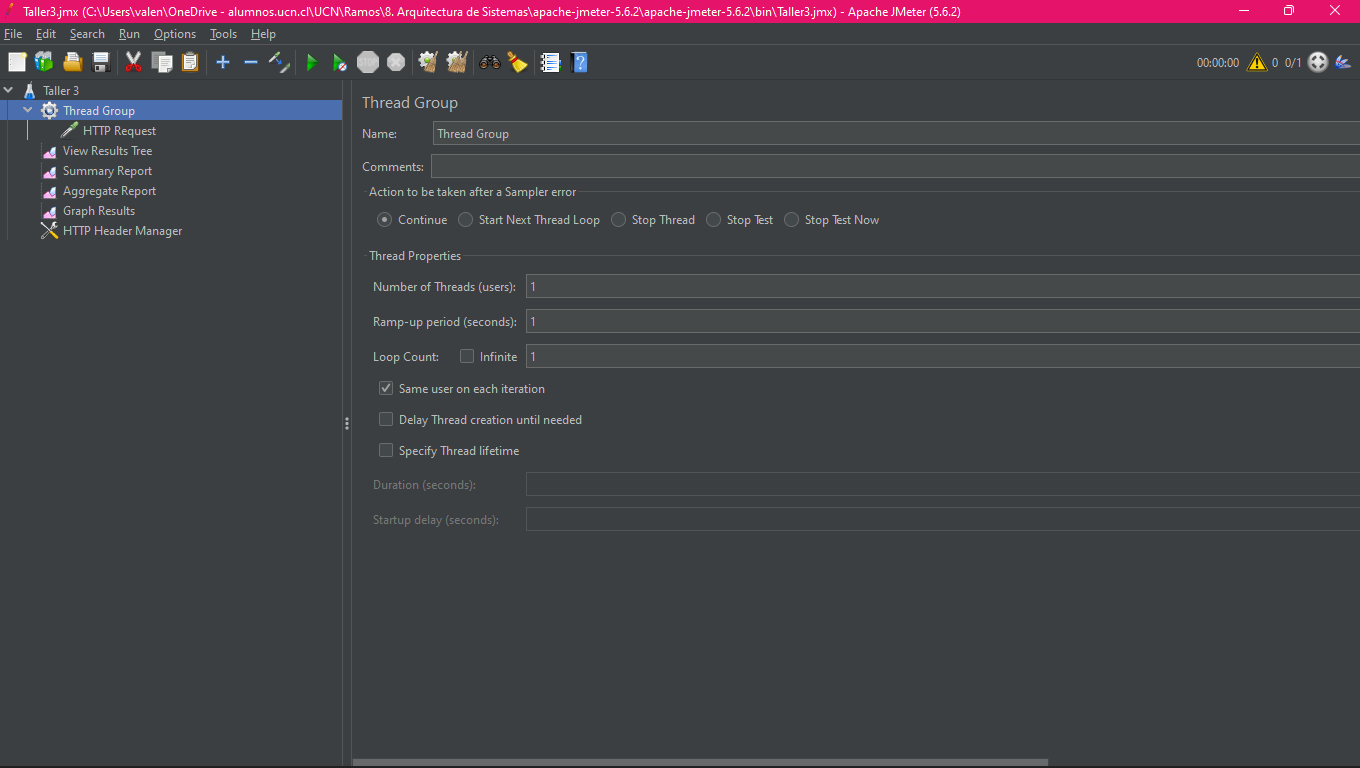 Taller3.jmx (C:\Users\valen\OneDrive - alumnos.ucn.cl\UCN\Ramos\8. Arquitectura de Sistemas\apache-jmeter-5.6.2\apache-jmeter-5.6.2\bin\Taller3.jmx) - Apache JMeter (5.6.2)
File Edit Search Run Options Tools Help
STOP 00:00:00 0 0/1
Taller 3
Thread Group
HTTP Request
View Results Tree
Summary Report
Aggregate Report
Graph Results
HTTP Header Manager
Thread Group
Name: Thread Group
Comments:
Action to be taken after a Sampler error
Continue Start Next Thread Loop Stop Thread Stop Test Stop Test Now
Thread Properties
Number of Threads (users): 1
Ramp-up period (seconds): 1
Loop Count: Infinite 1
Same user on each iteration
Delay Thread creation until needed
Specify Thread lifetime
Duration (seconds):
Startup delay (seconds):